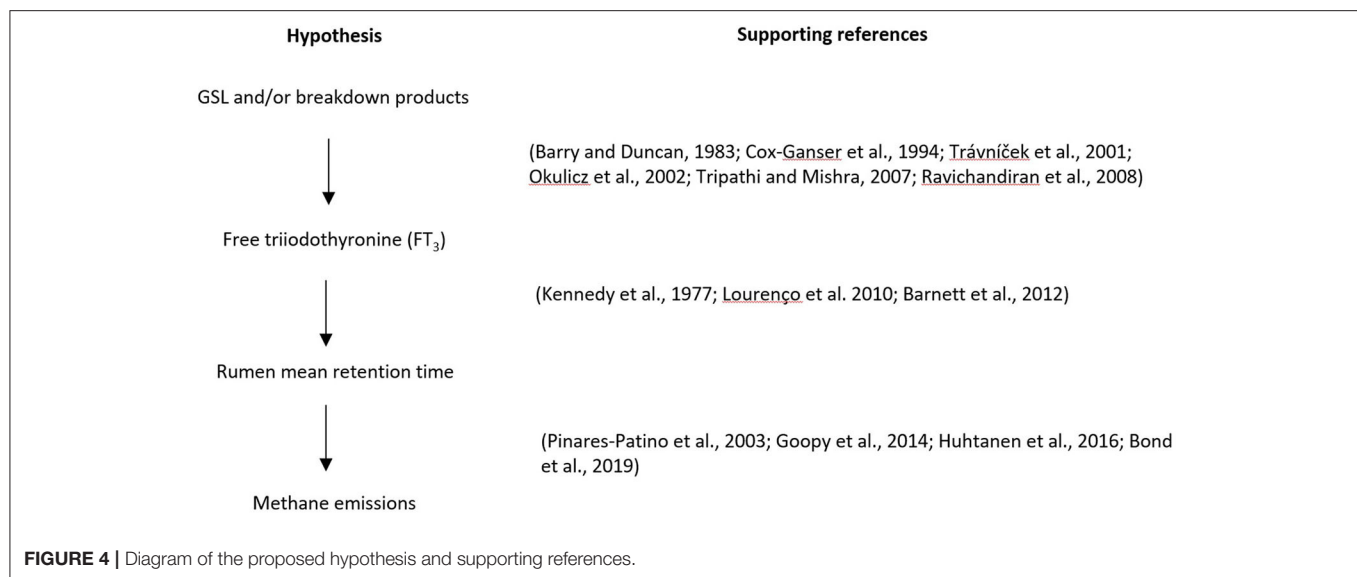 Hypothesis
Supporting references
GSL and/or breakdown products
(Barry and Duncan, 1983; Cox-Ganser et al., 1994; Trávníček et al., 2001;
Okulicz et al., 2002; Tripathi and Mishra, 2007; Ravichandiran et al., 2008)
Free triiodothyronine (FT₃)
(Kennedy et al., 1977; Lourenço et al. 2010; Barnett et al., 2012)
Rumen mean retention time
(Pinares-Patino et al., 2003; Goopy et al., 2014; Huhtanen et al., 2016; Bond
et al., 2019)
Methane emissions
FIGURE 4 | Diagram of the proposed hypothesis and supporting references.